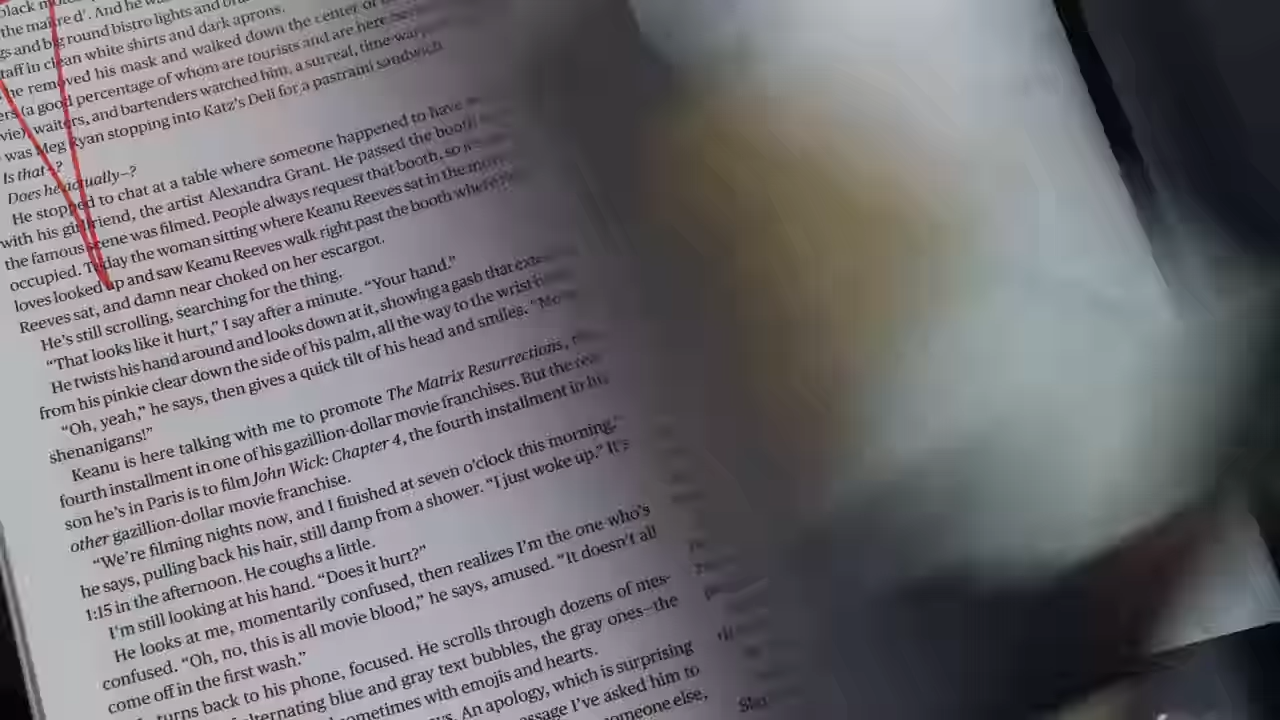 the maitre d'. And he
gs and big round bistro lights and
taff in clean white shirts and dark aprons.
he removed his mask and walked down the center of
ers (a good percentage of whom are tourists and are here
vie), waiters, and bartenders watched him, a surreal, time-warp
was Meg Ryan stopping into Katz's Deli for a pastrami sandwich
Is that–?
Does he actually–?
He stopped to chat at a table where someone happened to have
with his girlfriend, the artist Alexandra Grant. He passed the booth
the famous scene was filmed. People always request that booth, so
occupied. Today the woman sitting where Keanu Reeves sat in the
loves looked up and saw Keanu Reeves walk right past the booth where
Reeves sat, and damn near choked on her escargot.
He's still scrolling, searching for the thing.
"That looks like it hurt," I say after a minute. "Your hand."
He twists his hand around and looks down at it, showing a gash that
from his pinkie clear down the side of his palm, all the way to the wrist
"Oh, yeah," he says, then gives a quick tilt of his head and smiles.
shenanigans!"
Keanu is here talking with me to promote The Matrix Resurrections,
fourth installment in one of his gazillion-dollar movie franchises. But the
son he's in Paris is to film John Wick: Chapter 4, the fourth installment in
other gazillion-dollar movie franchise.
"We're filming nights now, and I finished at seven o'clock this morning,"
he says, pulling back his hair, still damp from a shower. "I just woke up." It's
1:15 in the afternoon. He coughs a little.
I'm still looking at his hand. "Does it hurt?"
He looks at me, momentarily confused, then realizes I'm the one who's
confused. "Oh, no, this is all movie blood," he says, amused. "It doesn't all
come off in the first wash."
turns back to his phone, focused. He scrolls through dozens of mes-
alternating blue and gray text bubbles, the gray ones–the
sometimes with emojis and hearts.
An apology, which is surprising
message I've asked him to
someone else,